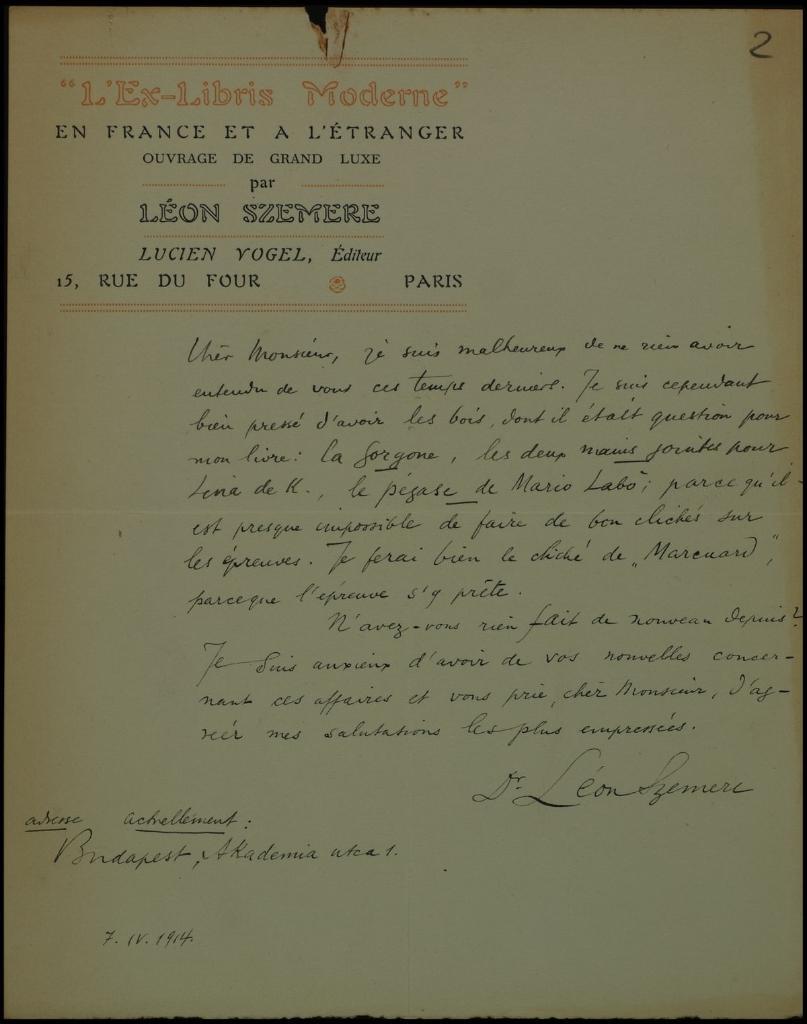 2
"L'Ex-Libris Moderne"
EN FRANCE ET A L'ÉTRANGER
OUVRAGE DE GRAND LUXE
par
LÉON SZEMERE
LUCIEN VOGEL, Éditeur
15, RUE DU FOUR PARIS
Cher Monsieur, je suis malheureux de ne rien avoir
entendu de vous ces temps derniers. Je suis cependant
bien pressé d'avoir les bois, dont il était question pour
mon livre: la Gorgone, les deux mains jointes pour
Lina de K., le pégase de Mario Labò; parce qu'il
est presque impossible de faire de bon clichés sur
les épreuves. Je ferai bien le cliché de „Marcuard",
parceque l'épreuve s'y prête.
N'avez-vous rien fait de nouveau depuis?
Je suis anxieux d'avoir de vos nouvelles concer-
nant ces affaires et vous prie, cher Monsieur, d'ag-
réér mes salutations les plus empressées.
Dr. Léon Szemere
adresse actuellement:
Budapest, Akademia utca 1.
7. IV. 1914.